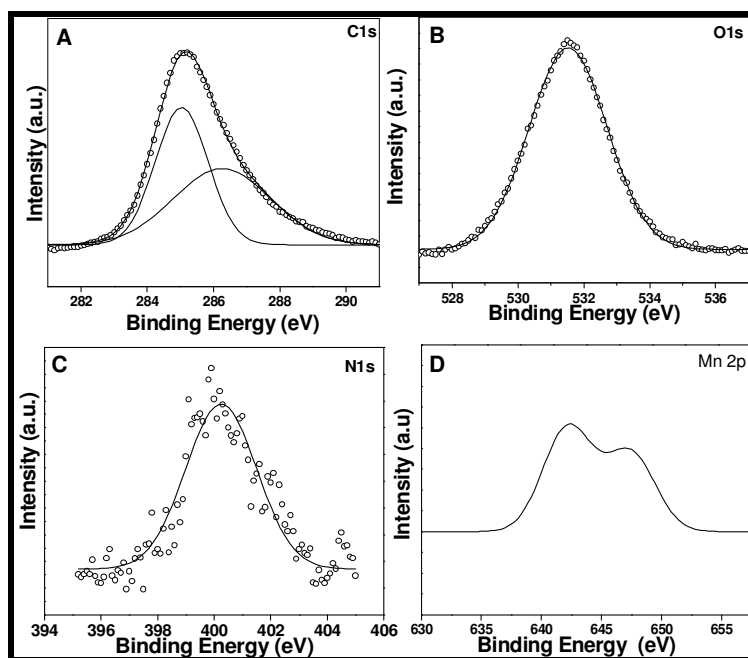 A
C1s
Intensity (a.u.)
282 284 286 288 290
Binding Energy (eV)
B
O1s
Intensity (a.u.)
528 530 532 534 536
Binding Energy (eV)
C
N1s
Intensity (a.u.)
394 396 398 400 402 404 406
Binding Energy (eV)
D
Mn 2p
Intensity (a.u)
630 635 640 645 650 655
Binding Energy (eV)